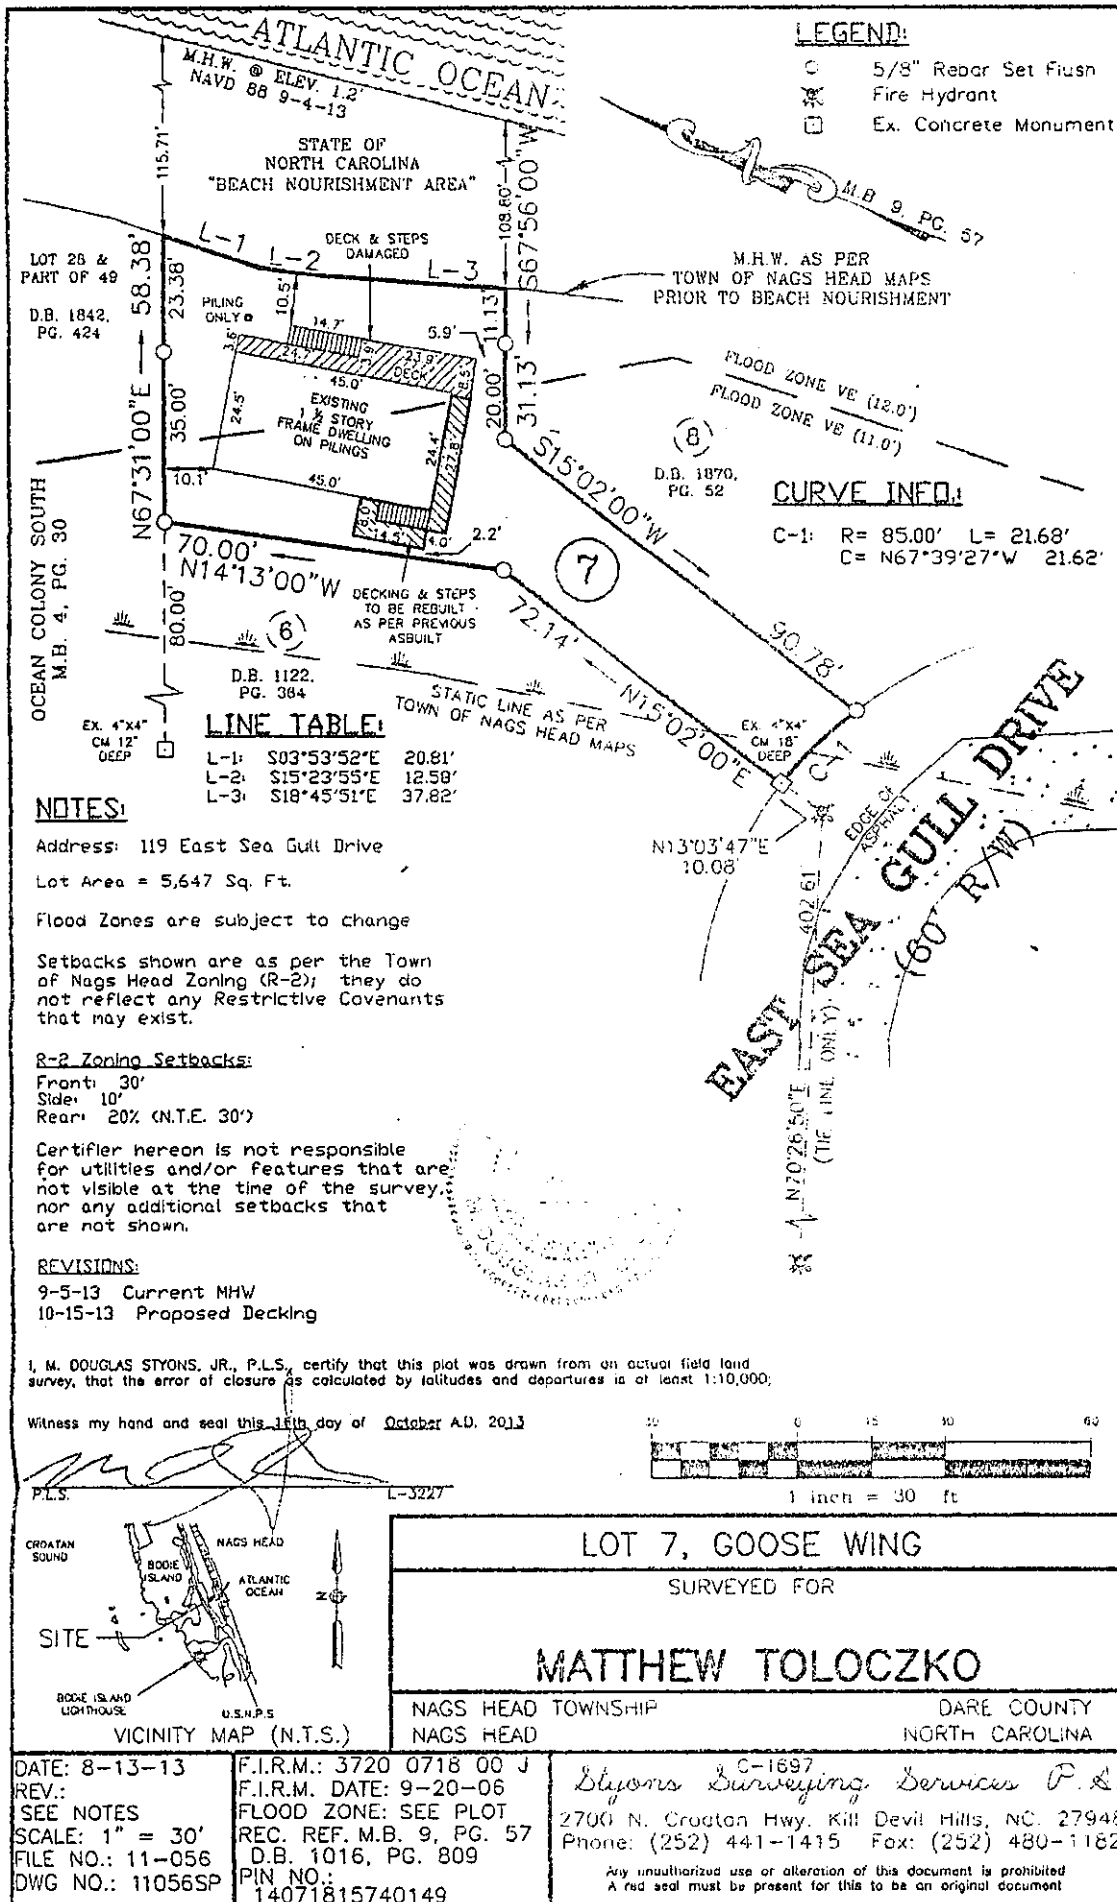 ATLANTIC OCEAN
M.H.W. @ ELEV. 1.2'
NAVD 88 9-4-13
STATE OF
NORTH CAROLINA
"BEACH NOURISHMENT AREA"
115.71'
108.80'
S67°56'00"W
LEGEND:
5/8" Rebar Set Flush
Fire Hydrant
Ex. Concrete Monument
M.B 9, PG. 57
L-1
L-2
L-3
DECK & STEPS
DAMAGED
M.H.W. AS PER
TOWN OF NAGS HEAD MAPS
PRIOR TO BEACH NOURISHMENT
LOT 28 &
PART OF 49
D.B. 1842,
PG. 424
N67°31'00"E
58.38'
23.38'
35.00'
PILING
ONLY
10.5'
14.7'
5.9'
11.13'
3.6'
24.7'
3.9'
23.9'
DECK
8.5'
45.0'
20.00'
31.13'
24.5'
EXISTING
1 ½ STORY
FRAME DWELLING
ON PILINGS
24.4'
27.8'
10.1'
45.0'
8.0'
14.5'
4.0'
2.2'
FLOOD ZONE VE (12.0')
FLOOD ZONE VE (11.0')
8
D.B. 1870,
PG. 52
S15°02'00"W
90.78'
CURVE INFO.:
C-1: R= 85.00' L= 21.68'
C= N67°39'27"W 21.62'
OCEAN COLONY SOUTH
M.B. 4, PG. 30
70.00'
N14°13'00"W
80.00'
DECKING & STEPS
TO BE REBUILT
AS PER PREVIOUS
ASBUILT
7
72.14'
N15°02'00"E
6
D.B. 1122,
PG. 364
STATIC LINE AS PER
TOWN OF NAGS HEAD MAPS
EX. 4"X4"
CM 12"
DEEP
EX. 4"X4"
CM 18"
DEEP
C-1
LINE TABLE:
L-1: S03°53'52"E 20.81'
L-2: S15°23'55"E 12.58'
L-3: S18°45'51"E 37.82'
N13°03'47"E
10.08'
EDGE OF
ASPHALT
EAST SEA GULL DRIVE
(60' R/W)
402.61
N70°26'50"E
(TIE LINE ONLY)
NOTES:
Address: 119 East Sea Gull Drive
Lot Area = 5,647 Sq. Ft.
Flood Zones are subject to change
Setbacks shown are as per the Town
of Nags Head Zoning (R-2); they do
not reflect any Restrictive Covenants
that may exist.
R-2 Zoning Setbacks:
Front: 30'
Side: 10'
Rear: 20% (N.T.E. 30')
Certifier hereon is not responsible
for utilities and/or features that are
not visible at the time of the survey,
nor any additional setbacks that
are not shown.
REVISIONS:
9-5-13 Current MHW
10-15-13 Proposed Decking
I, M. DOUGLAS STYONS, JR., P.L.S., certify that this plot was drawn from an actual field land
survey, that the error of closure as calculated by latitudes and departures is at least 1:10,000;
Witness my hand and seal this 16th day of October A.D. 2013
P.L.S. L-3227
0 15 30 60
1 inch = 30 ft
CROATAN
SOUND
BODIE
ISLAND
NAGS HEAD
ATLANTIC
OCEAN
N
SITE
BODIE ISLAND
LIGHTHOUSE
U.S.N.P.S
VICINITY MAP (N.T.S.)
LOT 7, GOOSE WING
SURVEYED FOR
MATTHEW TOLOCZKO
NAGS HEAD TOWNSHIP DARE COUNTY
NAGS HEAD NORTH CAROLINA
DATE: 8-13-13
REV.:
SEE NOTES
SCALE: 1" = 30'
FILE NO.: 11-056
DWG NO.: 11056SP
F.I.R.M.: 3720 0718 00 J
F.I.R.M. DATE: 9-20-06
FLOOD ZONE: SEE PLOT
REC. REF. M.B. 9, PG. 57
D.B. 1016, PG. 809
PIN NO.:
14071815740149
C-1697
Styons Surveying Services P.A.
2700 N. Croatan Hwy. Kill Devil Hills, NC. 27948
Phone: (252) 441-1415 Fax: (252) 480-1182
Any unauthorized use or alteration of this document is prohibited
A red seal must be present for this to be an original document